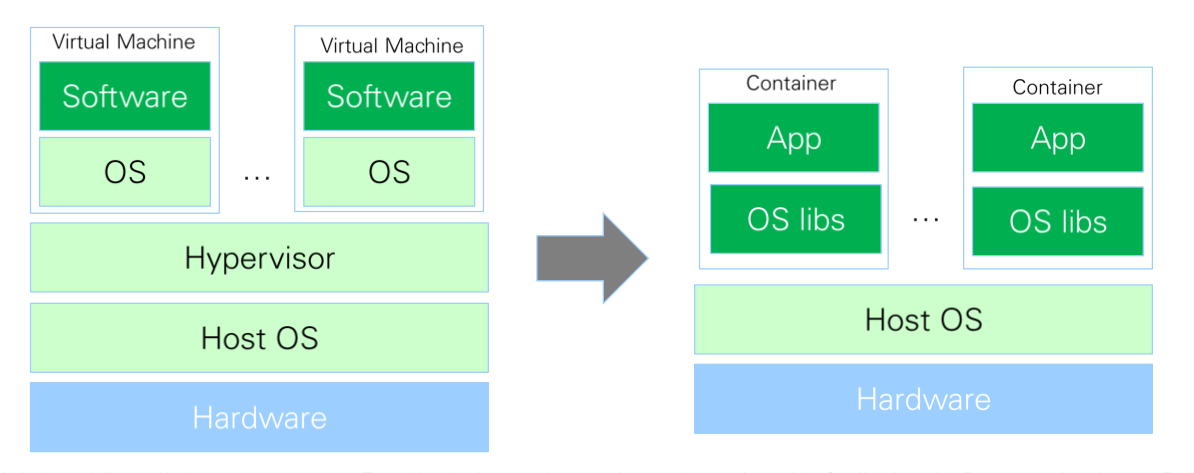 Virtual Machine
Software
OS
...
Virtual Machine
Software
OS
Hypervisor
Host OS
Hardware
Container
App
OS libs
...
Container
App
OS libs
Host OS
Hardware